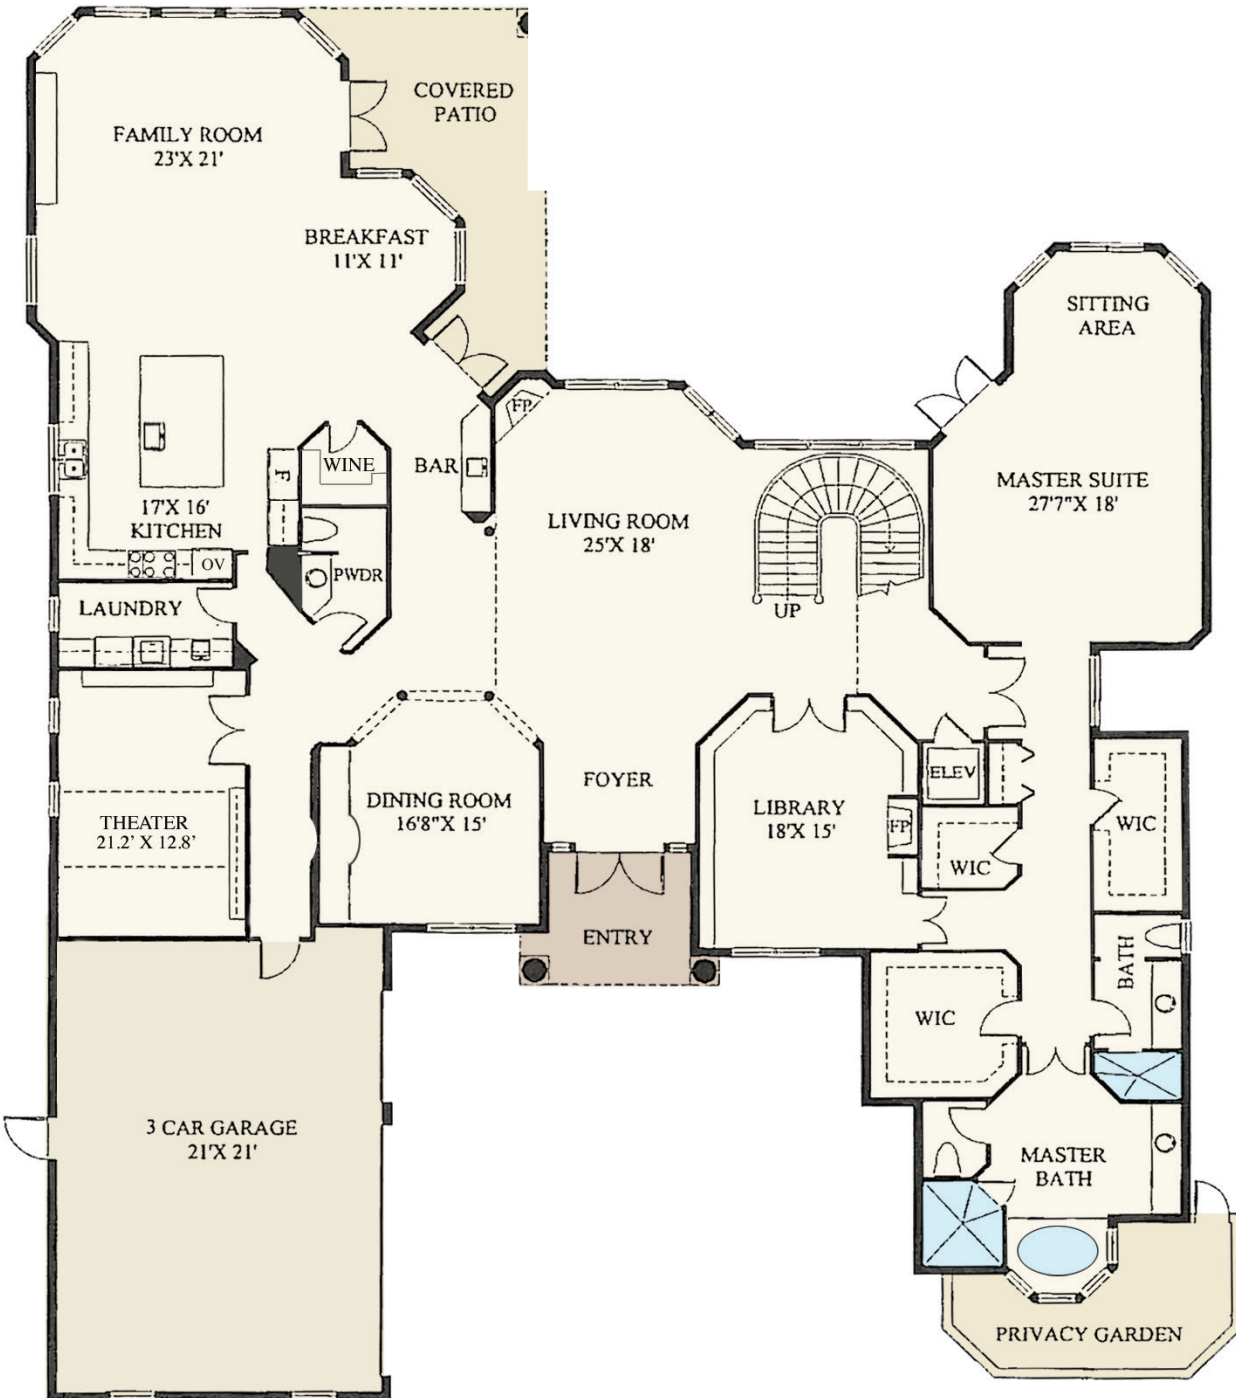 COVERED
PATIO
FAMILY ROOM
23'X 21'
BREAKFAST
11'X 11'
SITTING
AREA
FP
WINE
BAR
F
MASTER SUITE
27'7"X 18'
17'X 16'
KITCHEN
LIVING ROOM
25'X 18'
OV
PWDR
LAUNDRY
UP
ELEV
FOYER
DINING ROOM
16'8"X 15'
LIBRARY
18'X 15'
FP
THEATER
21.2' X 12.8'
WIC
WIC
ENTRY
BATH
WIC
3 CAR GARAGE
21'X 21'
MASTER
BATH
PRIVACY GARDEN